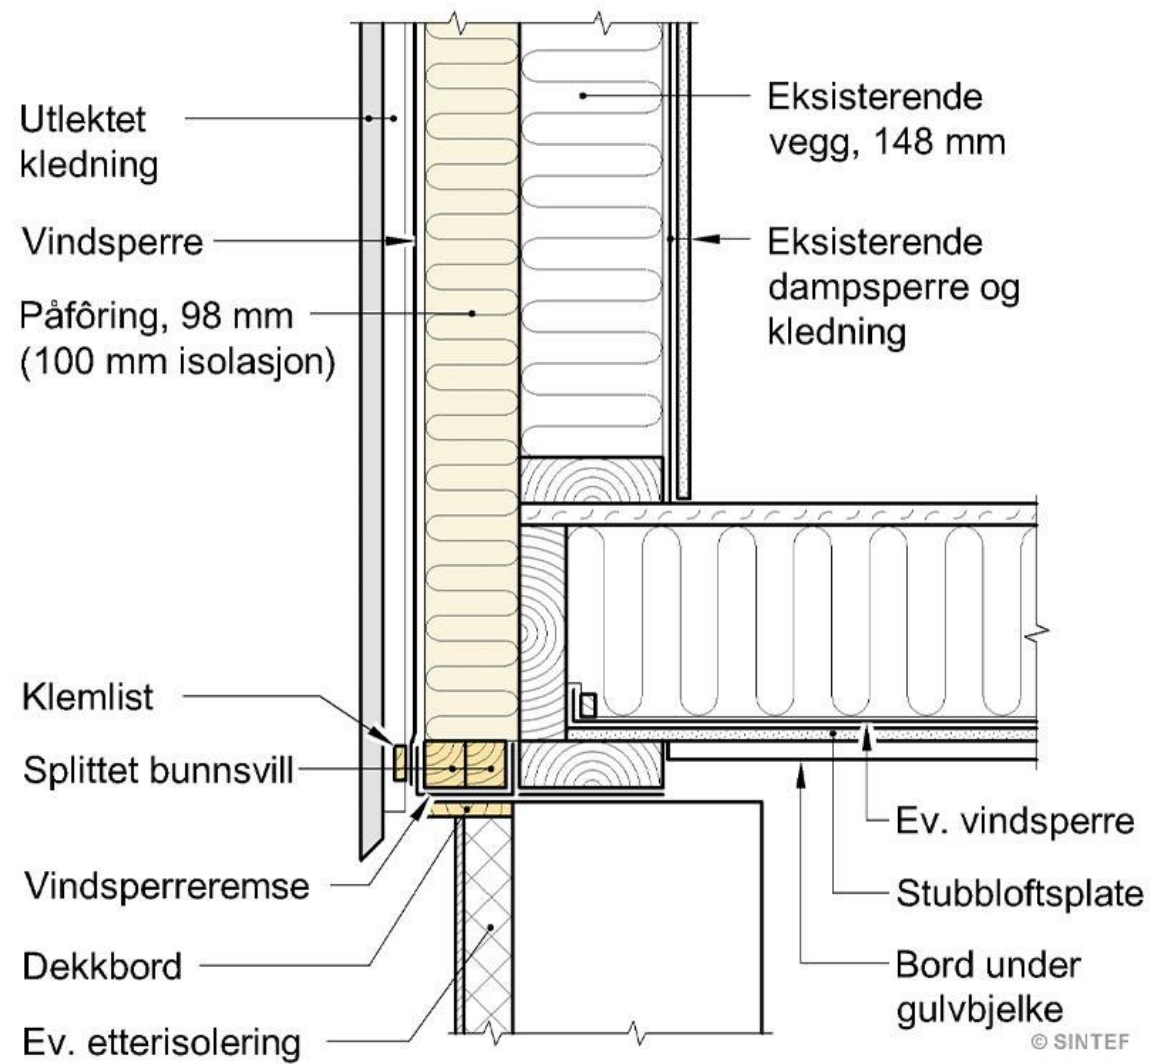 Utlektet
kledning
Vindsperre
Påfôring, 98 mm
(100 mm isolasjon)
Klemlist
Splittet bunnsvill
Vindsperreremse
Dekkbord
Ev. etterisolering
Eksisterende
vegg, 148 mm
Eksisterende
dampsperre og
kledning
Ev. vindsperre
Stubbloftsplate
Bord under
gulvbjelke
© SINTEF